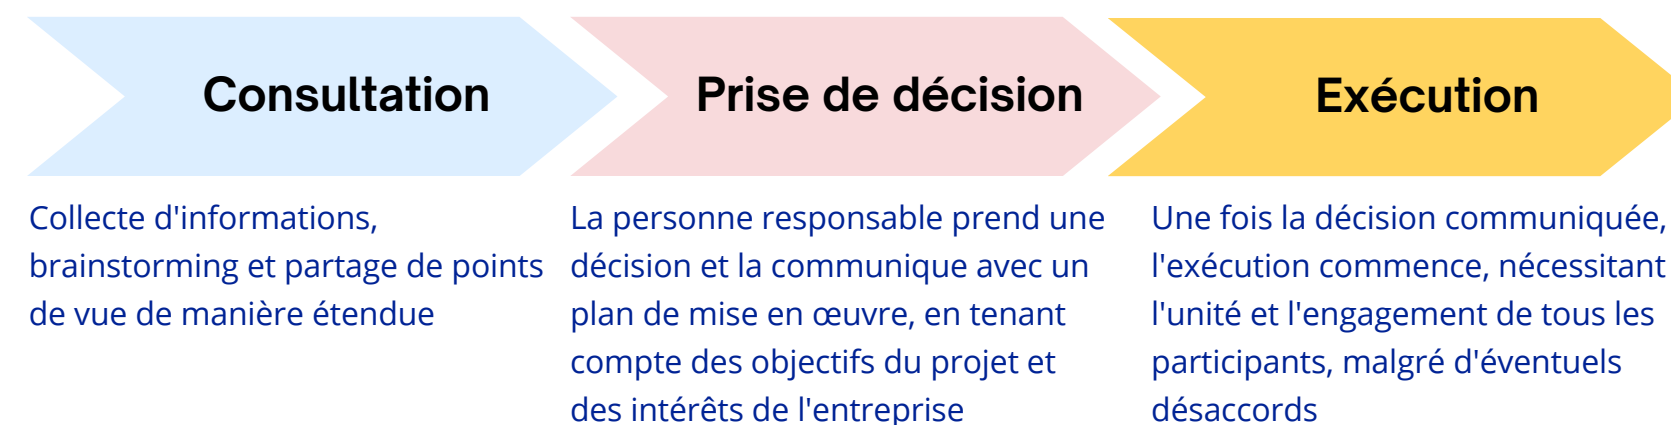 Consultation
Prise de décision
Exécution
Collecte d'informations,
brainstorming et partage de points
de vue de manière étendue
La personne responsable prend une
décision et la communique avec un
plan de mise en œuvre, en tenant
compte des objectifs du projet et
des intérêts de l'entreprise
Une fois la décision communiquée,
l'exécution commence, nécessitant
l'unité et l'engagement de tous les
participants, malgré d'éventuels
désaccords